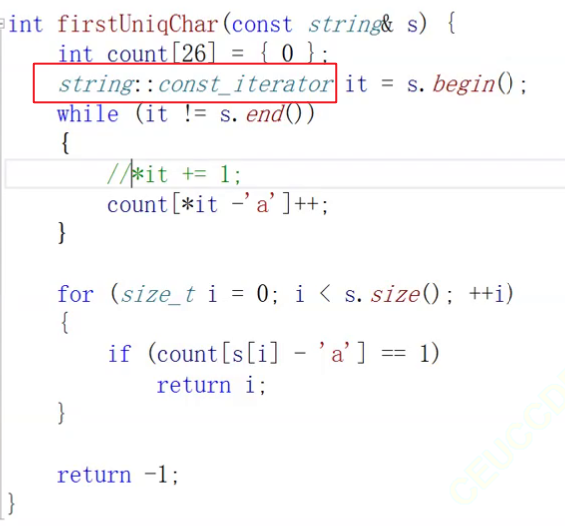 int firstUniqChar(const string& s) {
    int count[26] = { 0 };
    string::const_iterator it = s.begin();
    while (it != s.end())
    {
        //*it += 1;
        count[*it -'a']++;
    }

    for (size_t i = 0; i < s.size(); ++i)
    {
        if (count[s[i] - 'a'] == 1)
            return i;
    }

    return -1;
}